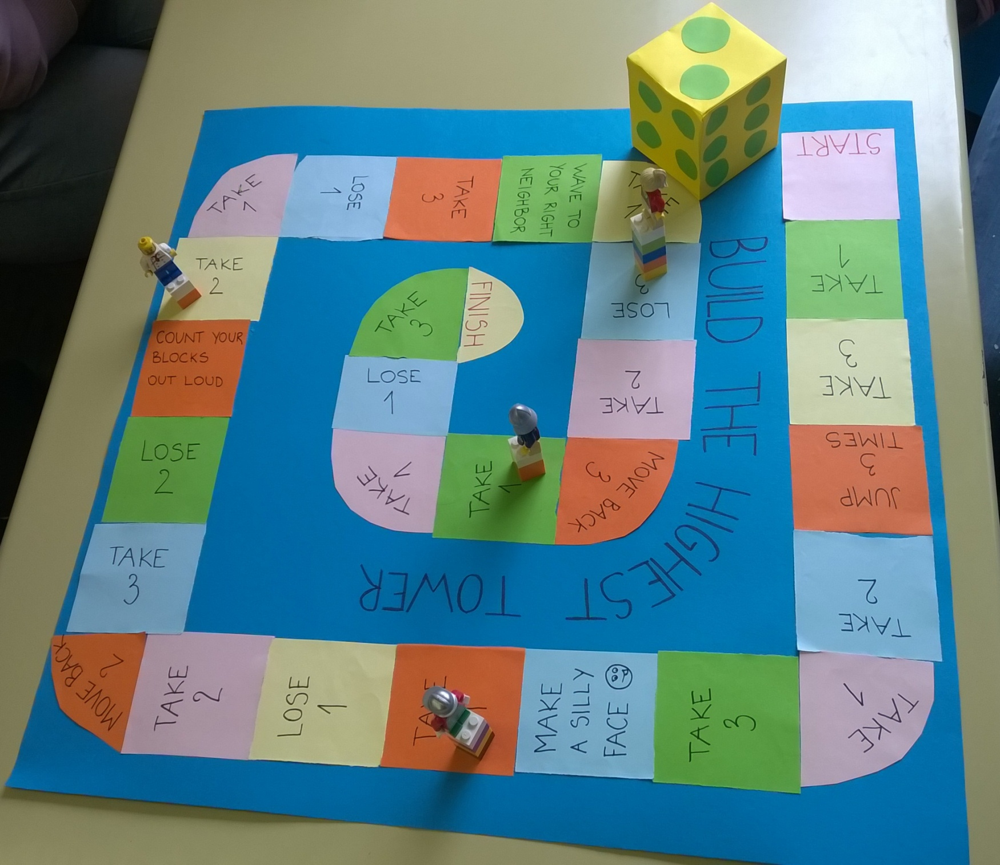 START
TAKE
1
TAKE
3
JUMP
3
TIMES
TAKE
2
TAKE
1
TAKE
3
MAKE
A SILLY
FACE
TAKE
1
LOSE
1
TAKE
2
MOVE BACK
2
TAKE
3
LOSE
2
COUNT YOUR
BLOCKS
OUT LOUD
TAKE
2
TAKE
1
LOSE
1
TAKE
3
WAVE TO
YOUR RIGHT
NEIGHBOR
LOSE
3
TAKE
2
MOVE BACK
3
TAKE
1
TAKE
1
LOSE
1
TAKE
3
FINISH
BUILD THE HIGHEST TOWER